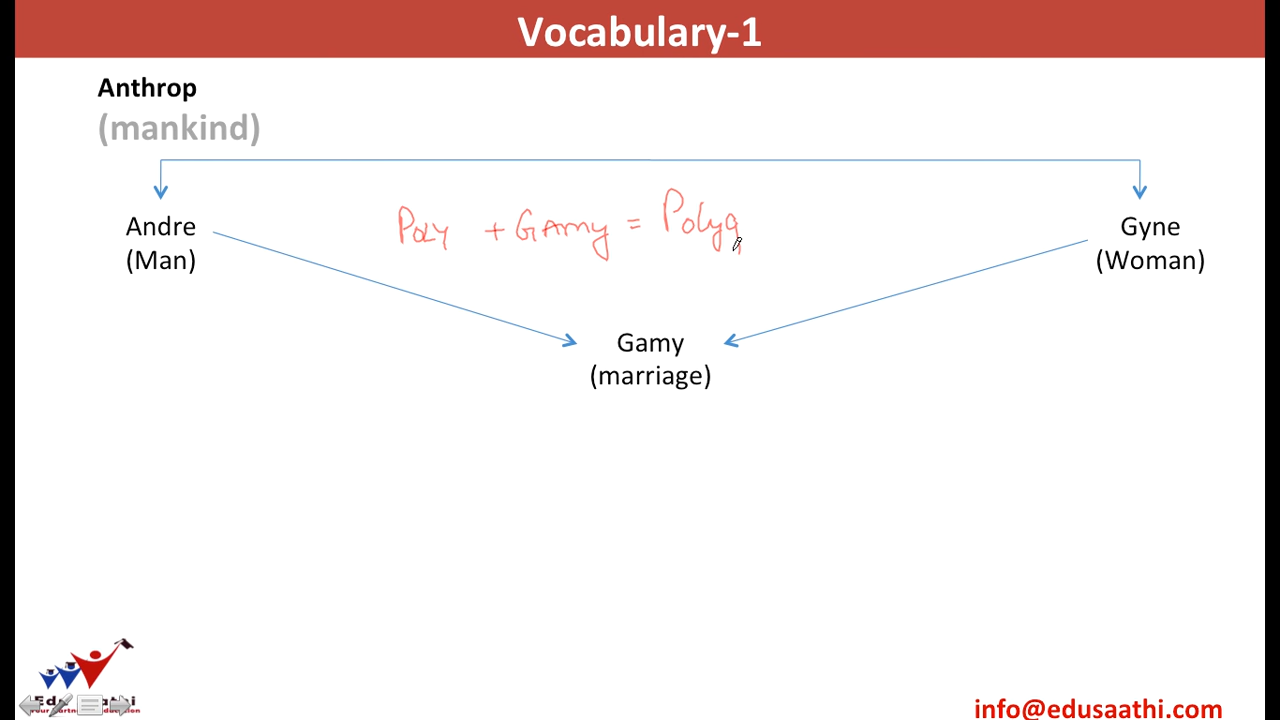 Vocabulary-1
Anthrop
(mankind)
Andre
(Man)
Poly + Gamy = Polyg
Gyne
(Woman)
Gamy
(marriage)
info@edusaathi.com